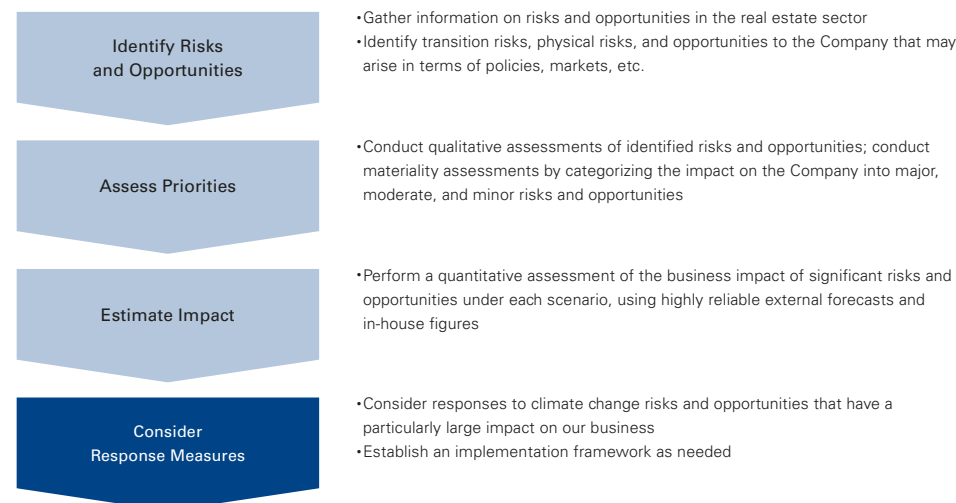 Identify Risks
and Opportunities
・Gather information on risks and opportunities in the real estate sector
・Identify transition risks, physical risks, and opportunities to the Company that may
arise in terms of policies, markets, etc.
Assess Priorities
・Conduct qualitative assessments of identified risks and opportunities; conduct
materiality assessments by categorizing the impact on the Company into major,
moderate, and minor risks and opportunities
Estimate Impact
・Perform a quantitative assessment of the business impact of significant risks and
opportunities under each scenario, using highly reliable external forecasts and
in-house figures
Consider
Response Measures
・Consider responses to climate change risks and opportunities that have a
particularly large impact on our business
・Establish an implementation framework as needed